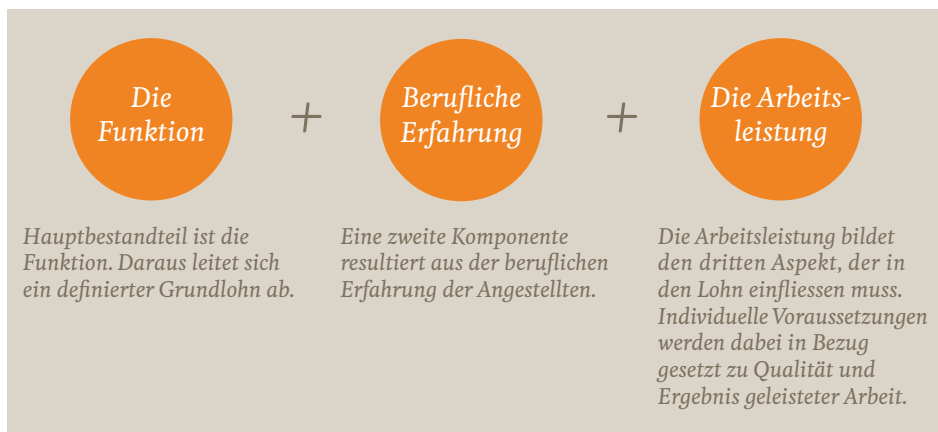 Die
Funktion
+
Berufliche
Erfahrung
+
Die Arbeits-
leistung
Hauptbestandteil ist die
Funktion. Daraus leitet sich
ein definierter Grundlohn ab.
Eine zweite Komponente
resultiert aus der beruflichen
Erfahrung der Angestellten.
Die Arbeitsleistung bildet
den dritten Aspekt, der in
den Lohn einfliessen muss.
Individuelle Voraussetzungen
werden dabei in Bezug
gesetzt zu Qualität und
Ergebnis geleisteter Arbeit.